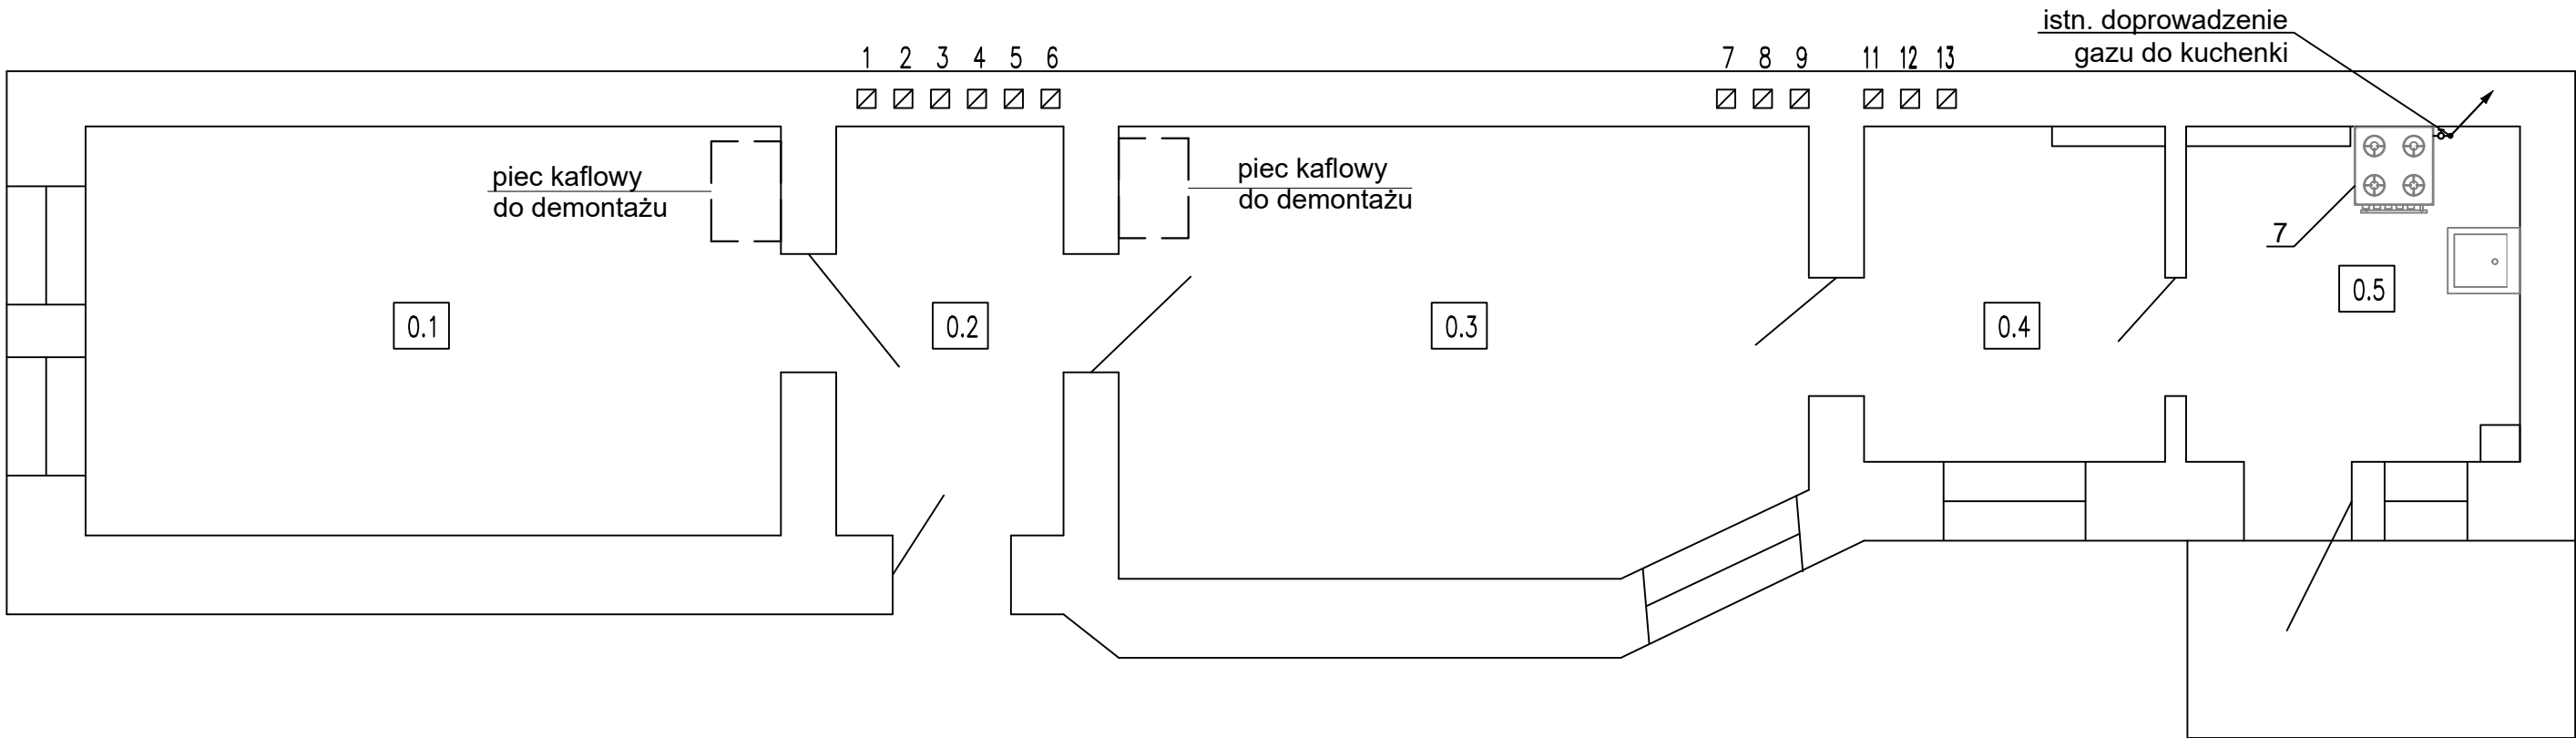 istn. doprowadzenie
gazu do kuchenki
1 2 3 4 5 6
7 8 9 11 12 13
piec kaflowy
do demontażu
piec kaflowy
do demontażu
7
0.1
0.2
0.3
0.4
0.5